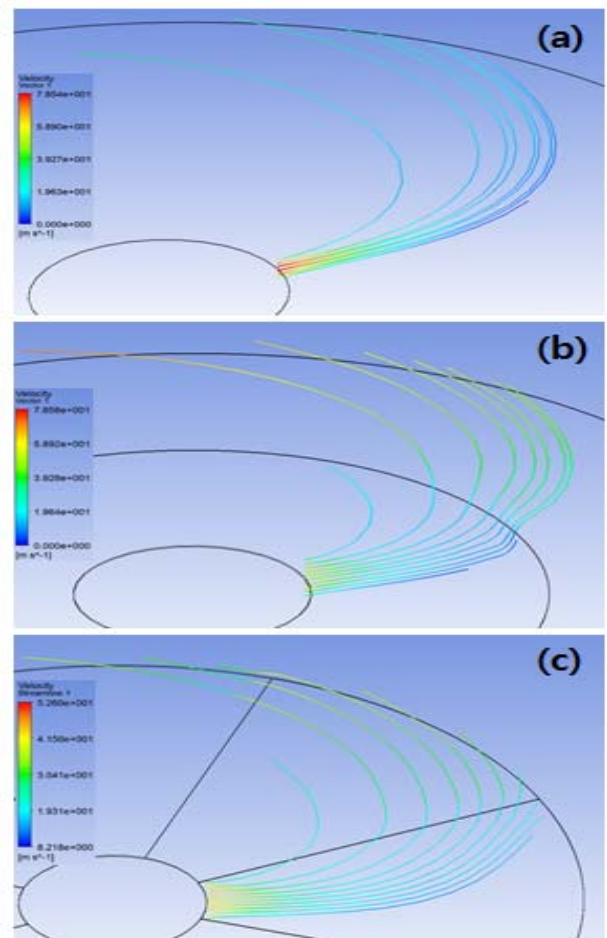 (a)
Velocity
Vector 1
7.854e+001
5.890e+001
3.927e+001
1.963e+001
0.000e+000
[m s^-1]
(b)
Velocity
Vector 1
7.856e+001
5.892e+001
3.928e+001
1.964e+001
0.000e+000
[m s^-1]
(c)
Velocity
Streamline 1
5.260e+001
4.150e+001
3.041e+001
1.931e+001
8.218e+000
[m s^-1]